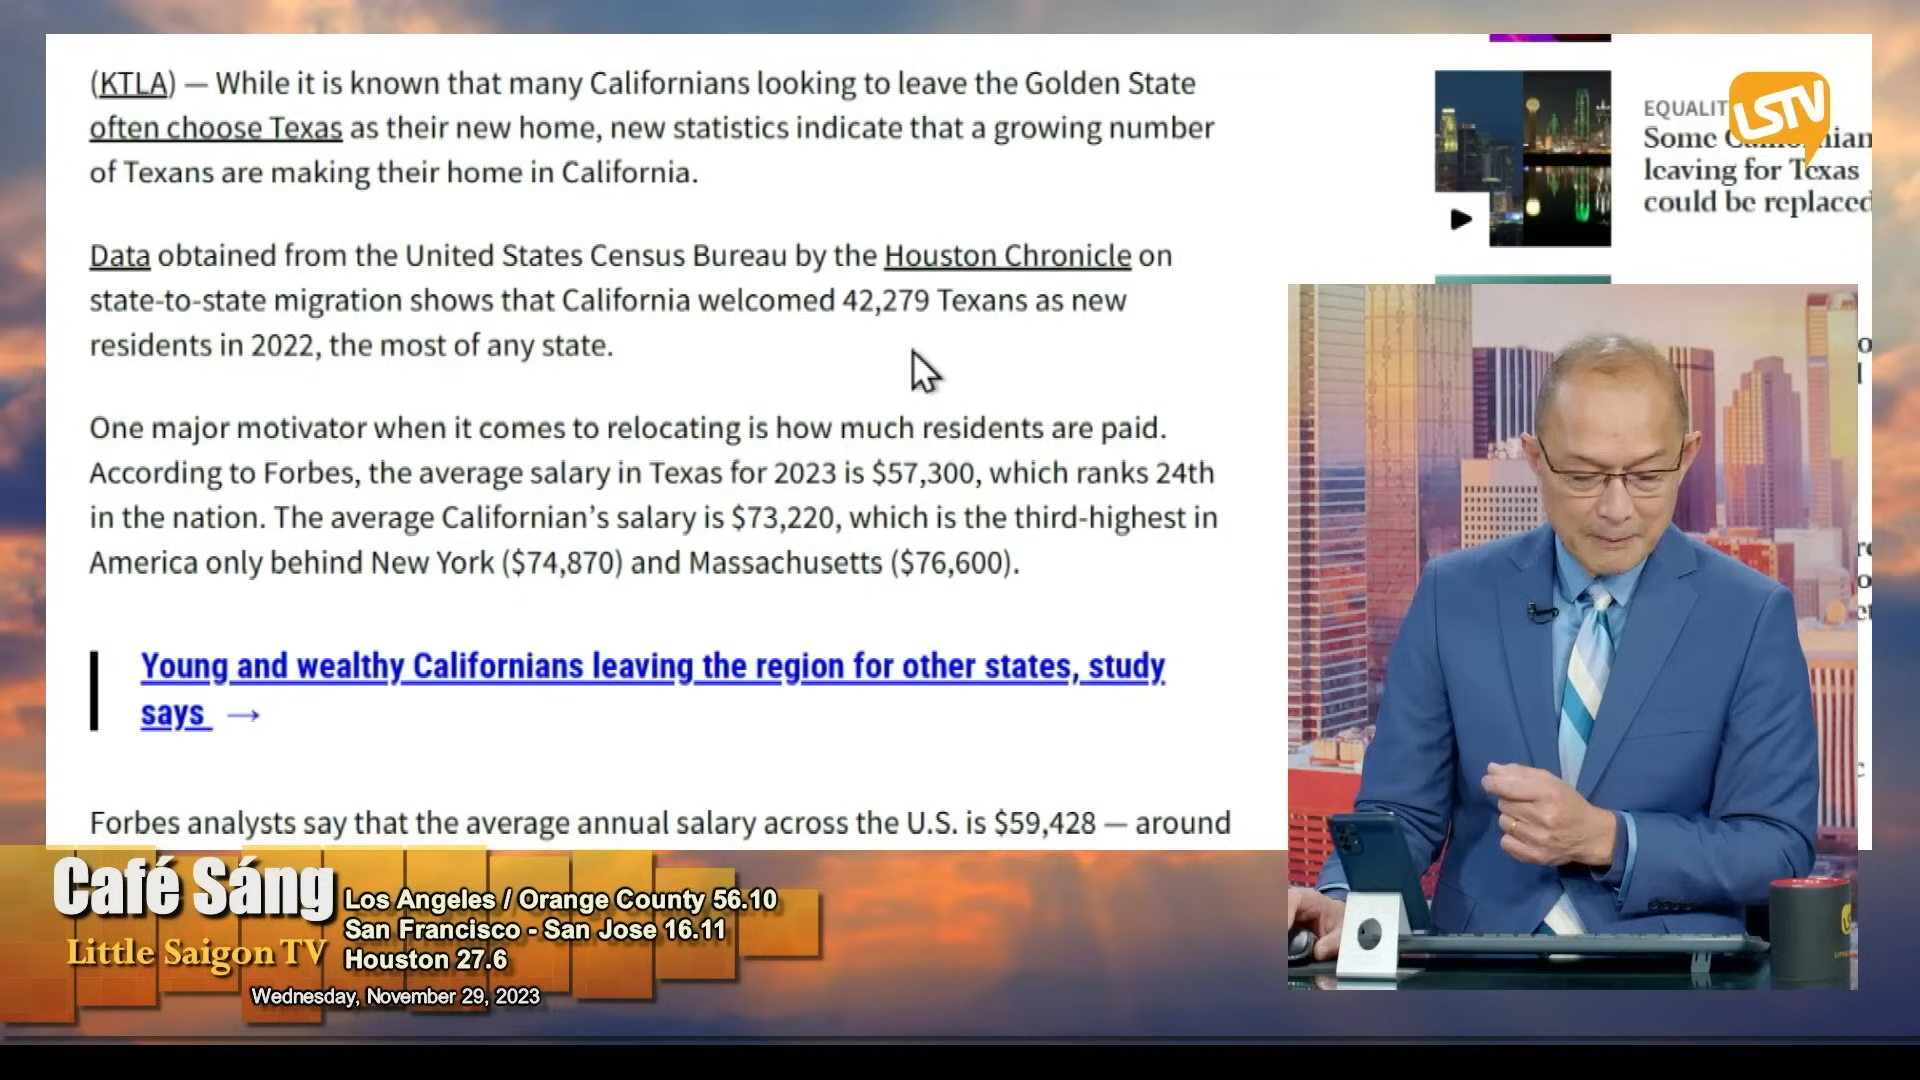 (KTLA) — While it is known that many Californians looking to leave the Golden State
often choose Texas as their new home, new statistics indicate that a growing number
of Texans are making their home in California.
Data obtained from the United States Census Bureau by the Houston Chronicle on
state-to-state migration shows that California welcomed 42,279 Texans as new
residents in 2022, the most of any state.
One major motivator when it comes to relocating is how much residents are paid.
According to Forbes, the average salary in Texas for 2023 is $57,300, which ranks 24th
in the nation. The average Californian's salary is $73,220, which is the third-highest in
America only behind New York ($74,870) and Massachusetts ($76,600).
Young and wealthy Californians leaving the region for other states, study
says →
Forbes analysts say that the average annual salary across the U.S. is $59,428 — around
LSTV
Some
leaving for Texas
could be replaced
Café Sáng
Little Saigon TV
Los Angeles / Orange County 56.10
San Francisco - San Jose 16.11
Houston 27.6
Wednesday, November 29, 2023